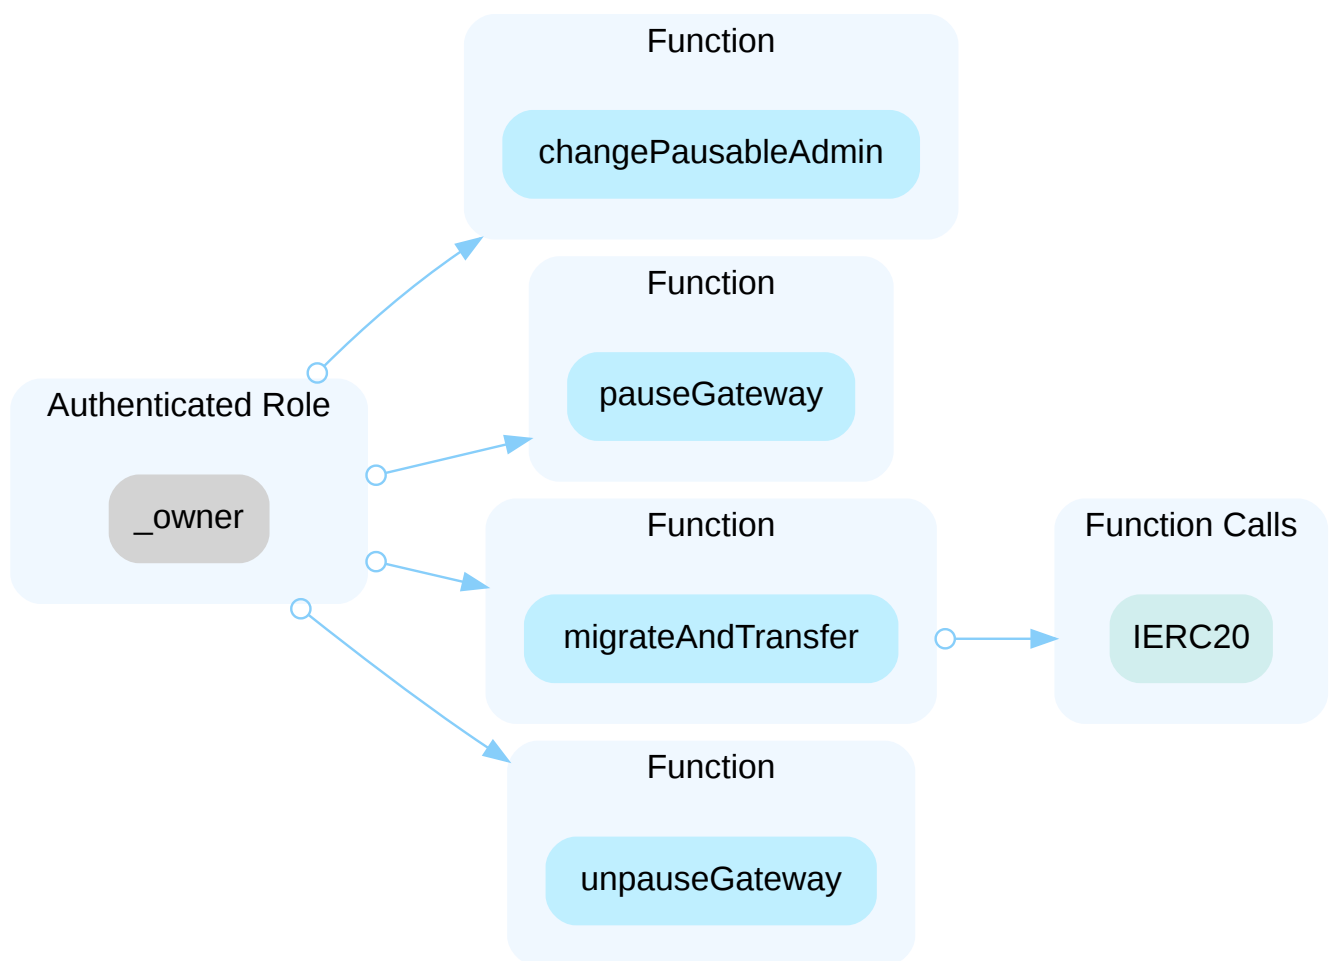 Function
changePausableAdmin
Function
pauseGateway
Authenticated Role
_owner
Function
migrateAndTransfer
Function Calls
IERC20
Function
unpauseGateway